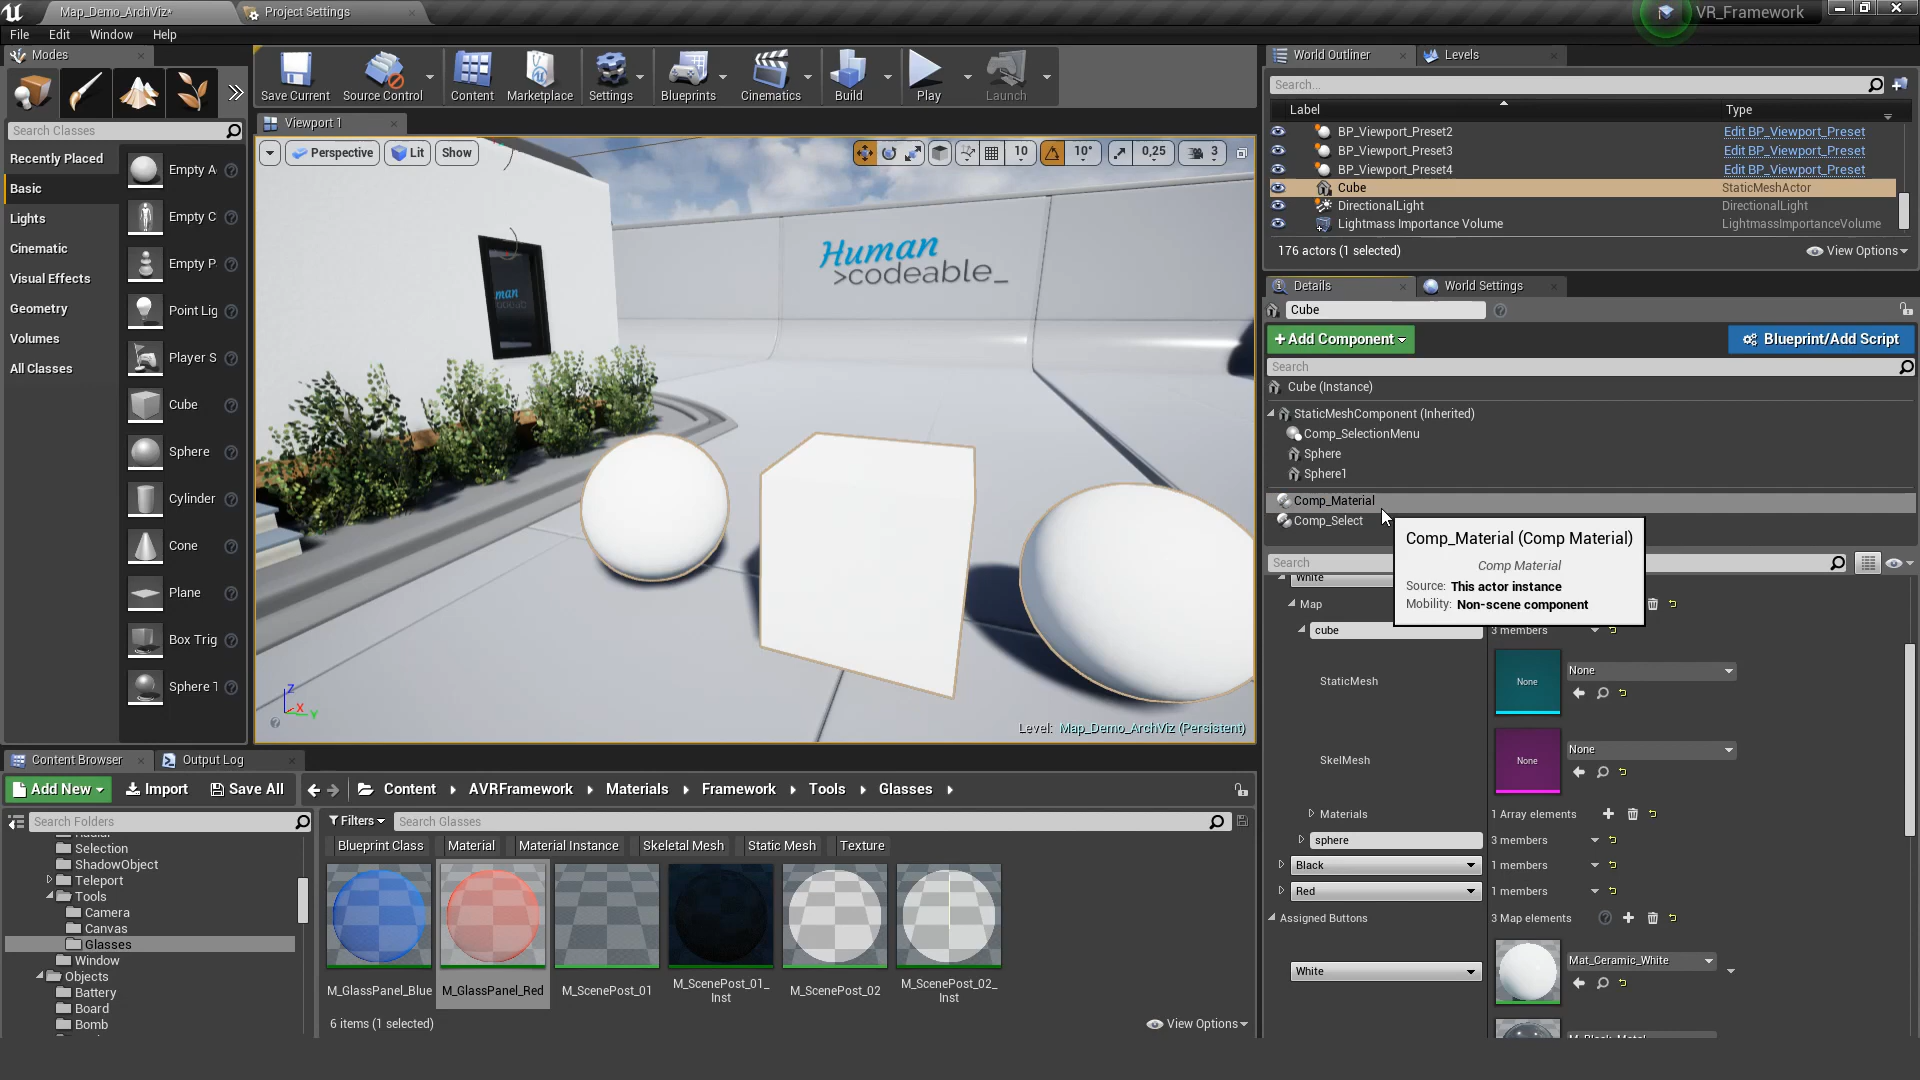 Map_Demo_ArchViz*
Project Settings
VR_Framework
File Edit Window Help
Modes
Search Classes
Recently Placed
Basic
Lights
Cinematic
Visual Effects
Geometry
Volumes
All Classes
Empty A
Empty C
Empty P
Point Lig
Player S
Cube
Sphere
Cylinder
Cone
Plane
Box Trig
Sphere T
Save Current
Source Control
Content
Marketplace
Settings
Blueprints
Cinematics
Build
Play
Launch
Viewport 1
Perspective
Lit
Show
10
10°
0,25
3
Human
>codeable_
Level: Map_Demo_ArchViz (Persistent)
Z
X
Y
World Outliner
Levels
Search...
Label Type
BP_Viewport_Preset2 Edit BP_Viewport_Preset
BP_Viewport_Preset3 Edit BP_Viewport_Preset
BP_Viewport_Preset4 Edit BP_Viewport_Preset
Cube StaticMeshActor
DirectionalLight DirectionalLight
Lightmass Importance Volume LightmassImportanceVolume
176 actors (1 selected) View Options
Details
World Settings
Cube
+Add Component
Blueprint/Add Script
Search
Cube (Instance)
StaticMeshComponent (Inherited)
Comp_SelectionMenu
Sphere
Sphere1
Comp_Material
Comp_Select
Comp_Material (Comp Material)
Comp Material
Source: This actor instance
Mobility: Non-scene component
Search
White
Map
cube 3 members
StaticMesh None None
SkelMesh None None
Materials 1 Array elements
sphere 3 members
Black 1 members
Red 1 members
Assigned Buttons 3 Map elements
White Mat_Ceramic_White
Content Browser
Output Log
Add New
Import
Save All
Content AVRFramework Materials Framework Tools Glasses
Search Folders
Selection
ShadowObject
Teleport
Tools
Camera
Canvas
Glasses
Window
Objects
Battery
Board
Bomb
Filters
Search Glasses
Blueprint Class Material Material Instance Skeletal Mesh Static Mesh Texture
M_GlassPanel_Blue
M_GlassPanel_Red
M_ScenePost_01
M_ScenePost_01_
Inst
M_ScenePost_02
M_ScenePost_02_
Inst
6 items (1 selected)
View Options